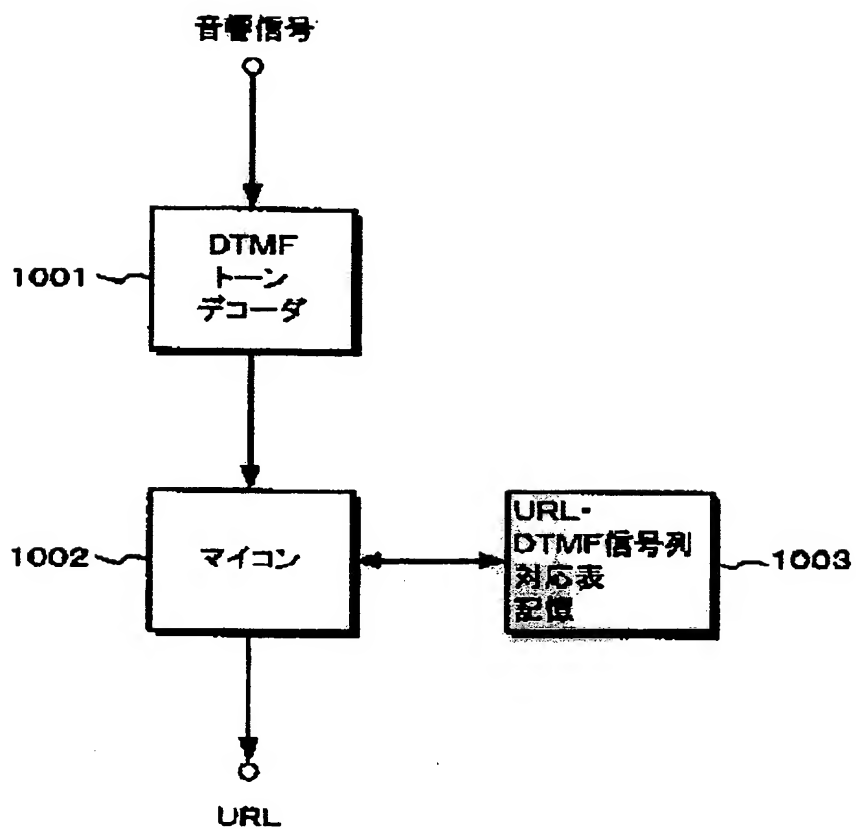 音響信号
DTMF
トーン
デコーダ
1001
マイコン
1002
URL-
DTMF信号列
対応表
記憶
1003
URL